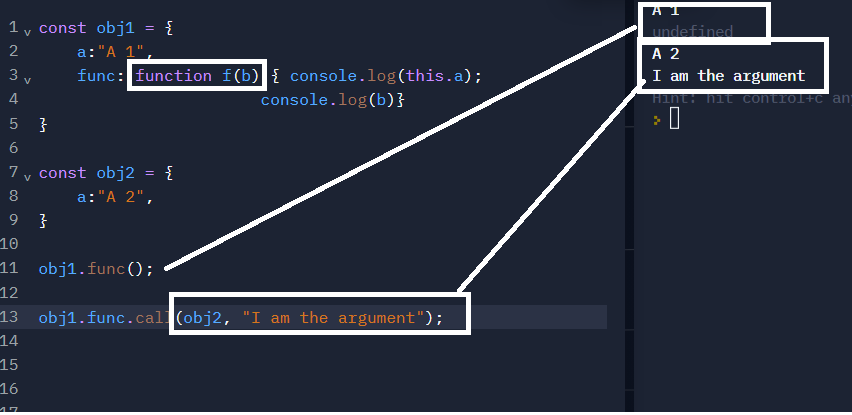 1 v const obj1 = {
2 a:"A 1",
3 v func: function f(b) { console.log(this.a);
4 console.log(b)}
5 }
6
7 v const obj2 = {
8 a:"A 2",
9 }
10
11 obj1.func();
12
13 obj1.func.call(obj2, "I am the argument");
14
15
16
17
A 1
undefined
A 2
I am the argument
Hint: hit control+c an
>